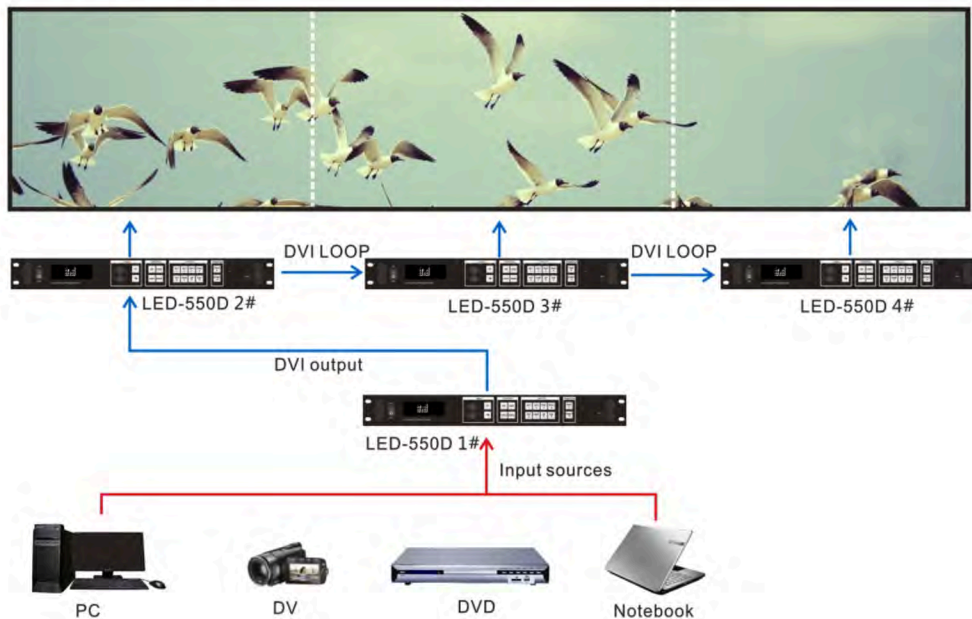 DVI LOOP
DVI LOOP
LED-550D 2#
LED-550D 3#
LED-550D 4#
DVI output
LED-550D 1#
Input sources
PC
DV
DVD
Notebook